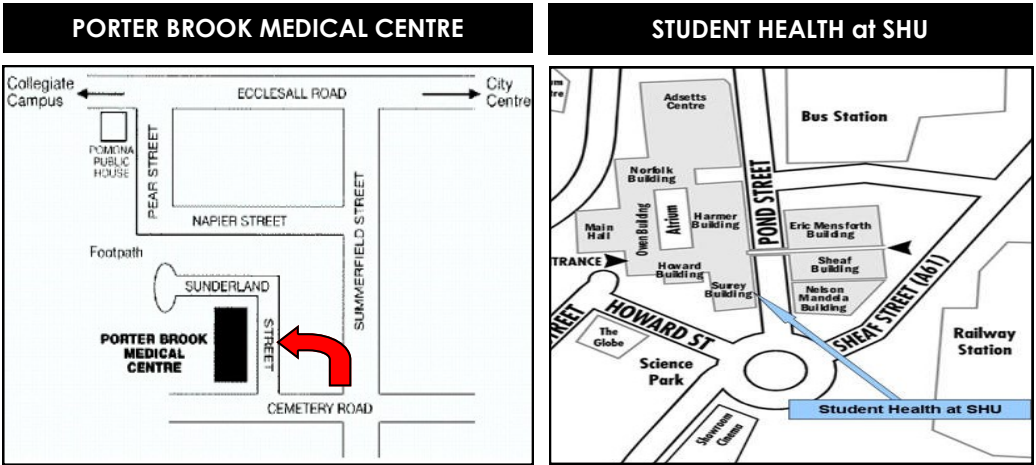 PORTER BROOK MEDICAL CENTRE
Collegiate
Campus
ECCLESALL ROAD
City
Centre
POMONA
PUBLIC
HOUSE
PEAR STREET
NAPIER STREET
SUMMERFIELD STREET
Footpath
SUNDERLAND
STREET
PORTER BROOK
MEDICAL
CENTRE
CEMETERY ROAD
STUDENT HEALTH at SHU
Adsetts
Centre
Bus Station
Norfolk
Building
POND STREET
Main
Hall
Owen Building
Atrium
Harmer
Building
Eric Mensforth
Building
TRANCE
Howard
Building
Sheaf
Building
Surrey
Building
Nelson
Mandela
Building
SHEAF STREET (A61)
REET
HOWARD ST
The
Globe
Science
Park
Railway
Station
Student Health at SHU
Showroom
Cinema